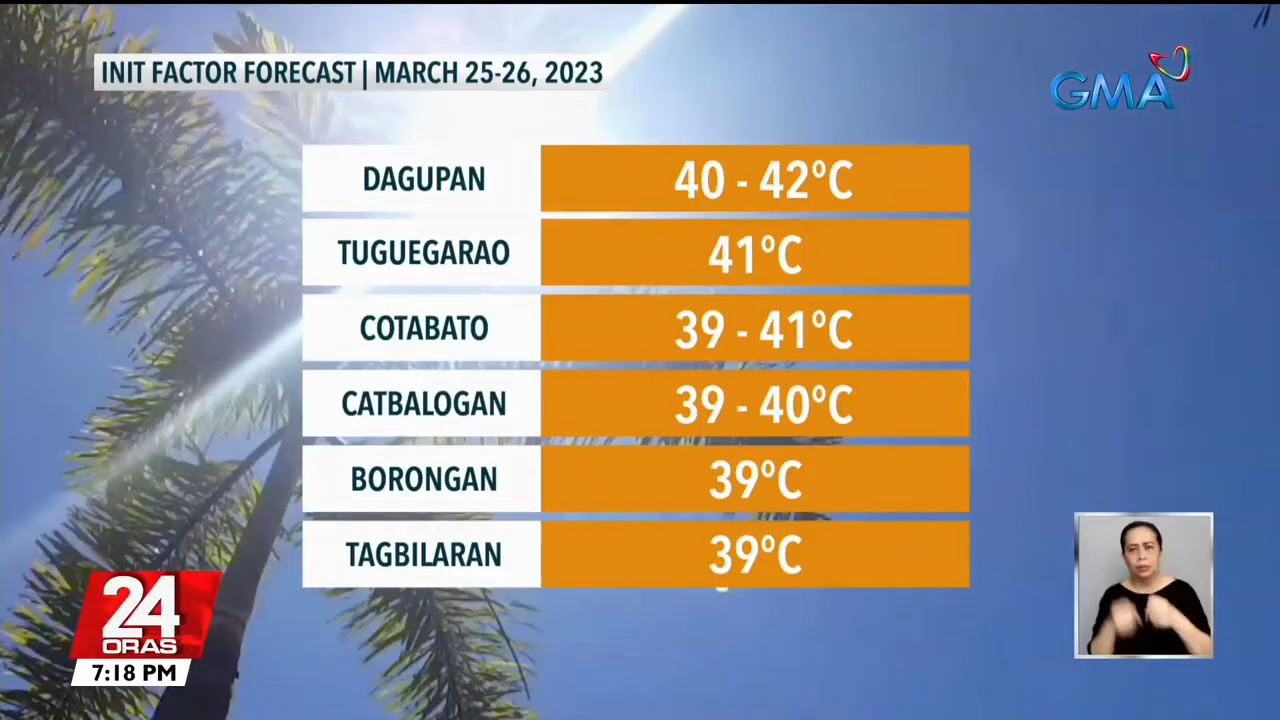 INIT FACTOR FORECAST | MARCH 25-26, 2023
GMA
DAGUPAN 40 - 42°C
TUGUEGARAO 41°C
COTABATO 39 - 41°C
CATBALOGAN 39 - 40°C
BORONGAN 39°C
TAGBILARAN 39°C
24
ORAS
7:18 PM